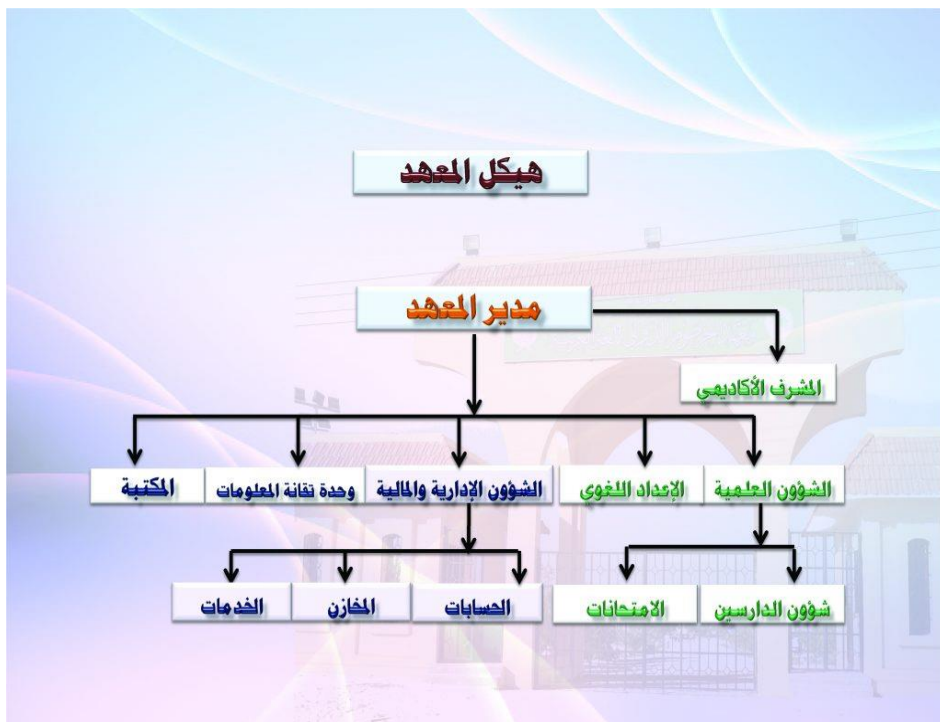 هيكل المعهد
مدير المعهد
المشرف الأكاديمي
الشؤون العلمية
الإعداد اللغوي
الشؤون الإدارية والمالية
وحدة تقانة المعلومات
المكتبة
شؤون الدارسين
الامتحانات
الحسابات
المخازن
الخدمات